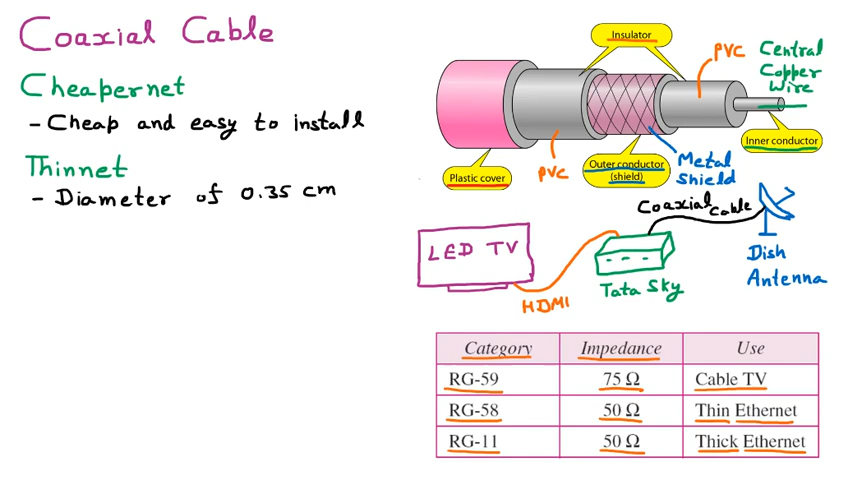 Coaxial Cable
Cheapernet
- Cheap and easy to install
Thinnet
- Diameter of 0.35 cm
Insulator
PVC
Central
Copper
Wire
Inner conductor
Plastic cover
PVC
Outer conductor
(shield)
Metal
Shield
LED TV
HDMI
Tata Sky
Coaxial Cable
Dish
Antenna
Category Impedance Use
RG-59 75 Ω Cable TV
RG-58 50 Ω Thin Ethernet
RG-11 50 Ω Thick Ethernet